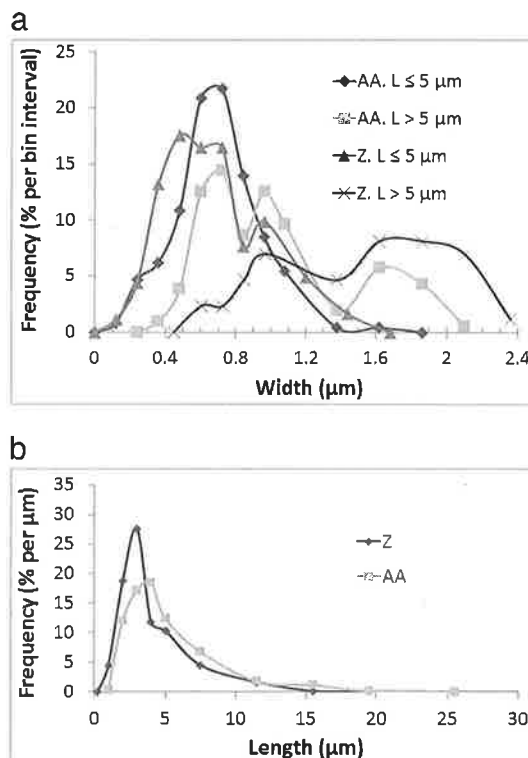 a
Frequency (% per bin interval)
25
20
15
10
5
0
AA. L ≤ 5 μm
AA. L > 5 μm
Z. L ≤ 5 μm
Z. L > 5 μm
0 0.4 0.8 1.2 1.6 2 2.4
Width (μm)
b
Frequency (% per μm)
35
30
25
20
15
10
5
0
Z
AA
0 5 10 15 20 25 30
Length (μm)